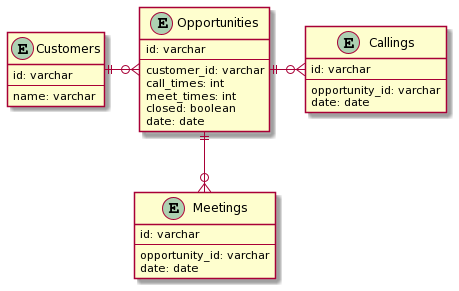 E Customers
id: varchar
name: varchar
E Opportunities
id: varchar
customer_id: varchar
call_times: int
meet_times: int
closed: boolean
date: date
E Callings
id: varchar
opportunity_id: varchar
date: date
E Meetings
id: varchar
opportunity_id: varchar
date: date